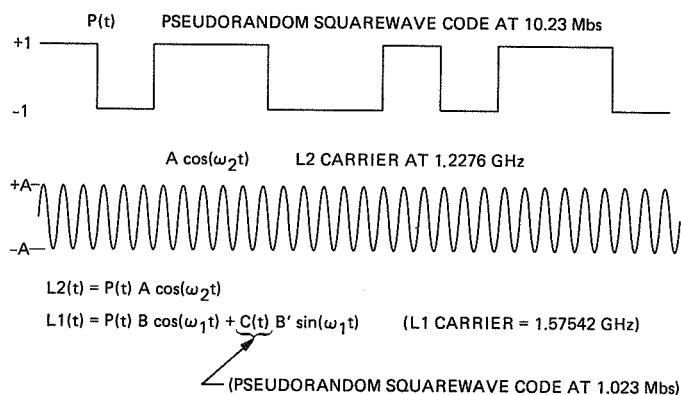 P(t) PSEUDORANDOM SQUAREWAVE CODE AT 10.23 Mbs
+1
-1
A cos(ω₂t) L2 CARRIER AT 1.2276 GHz
+A
-A
L2(t) = P(t) A cos(ω₂t)
L1(t) = P(t) B cos(ω₁t) + C(t) B' sin(ω₁t) (L1 CARRIER = 1.57542 GHz)
(PSEUDORANDOM SQUAREWAVE CODE AT 1.023 Mbs)